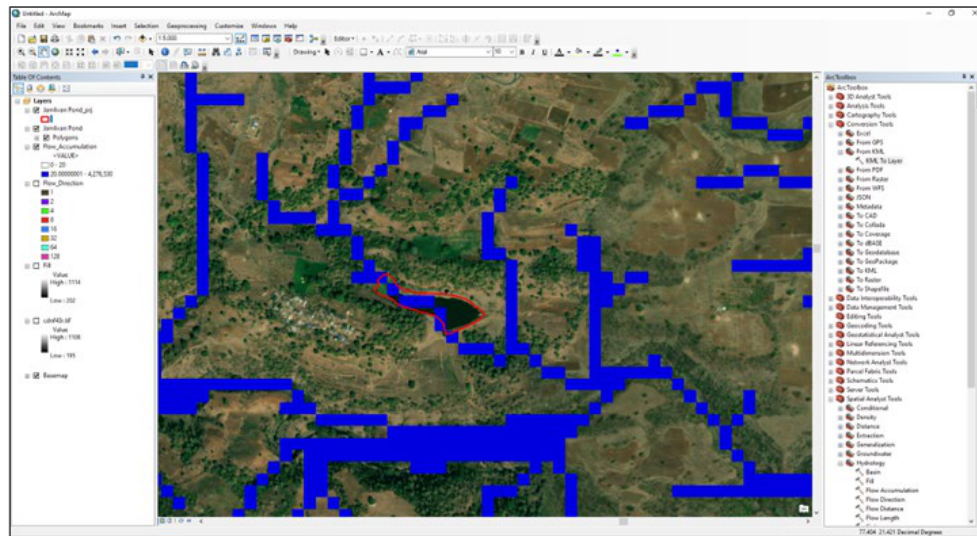 Untitled - ArcMap
File Edit View Bookmarks Insert Selection Geoprocessing Customize Windows Help
1:8,000
Editor
Drawing
Arial
10
B I U A
Table Of Contents
Layers
Jamlivan Pond_prj
Jamlivan Pond
Polygons
Flow_Accumulation
<VALUE>
0 - 20
20.00000001 - 4,276,530
Flow_Direction
1
2
4
8
16
32
64
128
Fill
Value
High : 1114
Low : 202
Value
High : 1108
Low : 195
Basemap
ArcToolbox
ArcToolbox
3D Analyst Tools
Analysis Tools
Cartography Tools
Conversion Tools
Excel
From GPS
From KML
KML To Layer
From PDF
From Raster
From WFS
JSON
Metadata
To CAD
To Collada
To Coverage
To dBASE
To Geodatabase
To GeoPackage
To KML
To Raster
To Shapefile
Data Interoperability Tools
Data Management Tools
Editing Tools
Geocoding Tools
Geostatistical Analyst Tools
Linear Referencing Tools
Multidimension Tools
Network Analyst Tools
Parcel Fabric Tools
Schematics Tools
Server Tools
Spatial Analyst Tools
Conditional
Density
Distance
Extraction
Generalization
Groundwater
Hydrology
Basin
Fill
Flow Accumulation
Flow Direction
Flow Distance
Flow Length
77.404 21.421 Decimal Degrees